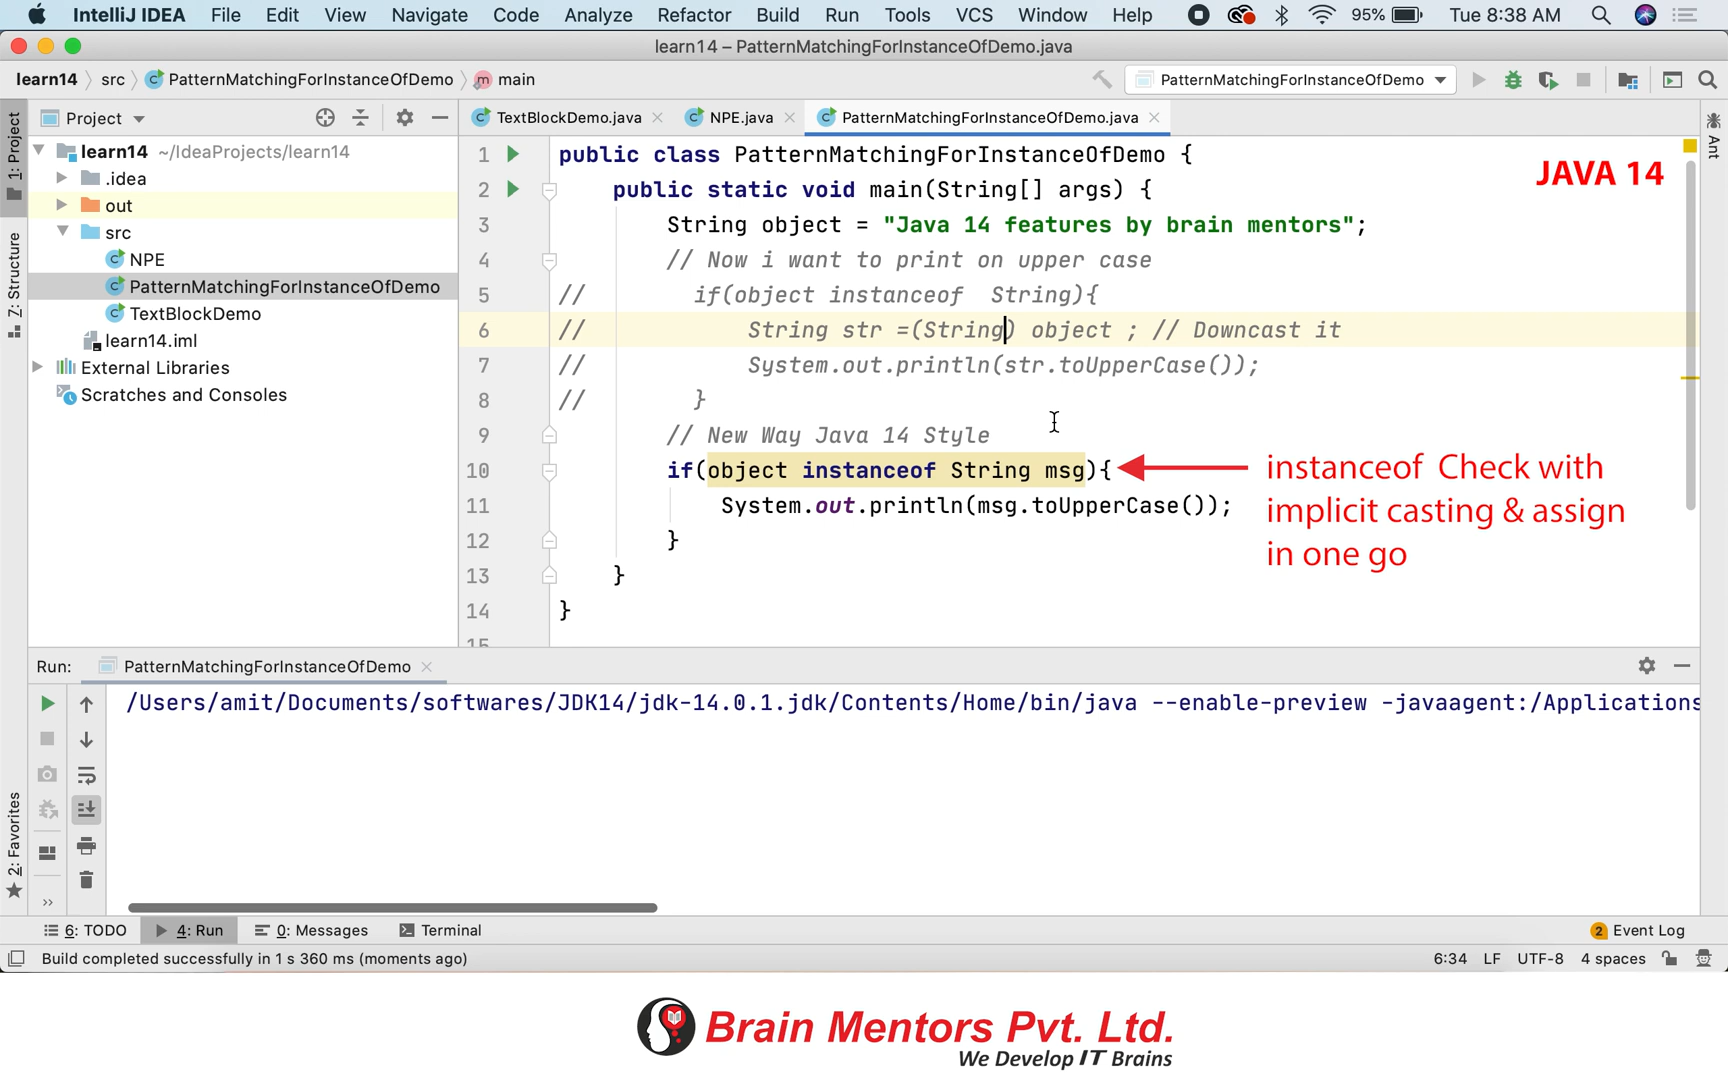 IntelliJ IDEA File Edit View Navigate Code Analyze Refactor Build Run Tools VCS Window Help 95% Tue 8:38 AM
learn14 – PatternMatchingForInstanceOfDemo.java
learn14 src PatternMatchingForInstanceOfDemo main PatternMatchingForInstanceOfDemo
1: Project
Project
TextBlockDemo.java NPE.java PatternMatchingForInstanceOfDemo.java
Ant
learn14 ~/IdeaProjects/learn14
.idea
out
src
NPE
PatternMatchingForInstanceOfDemo
TextBlockDemo
learn14.iml
External Libraries
Scratches and Consoles
Z: Structure
1 public class PatternMatchingForInstanceOfDemo {
2 public static void main(String[] args) {
3 String object = "Java 14 features by brain mentors";
4 // Now i want to print on upper case
5 // if(object instanceof String){
6 // String str =(String) object ; // Downcast it
7 // System.out.println(str.toUpperCase());
8 // }
9 // New Way Java 14 Style
10 if(object instanceof String msg){
11 System.out.println(msg.toUpperCase());
12 }
13 }
14 }
15
JAVA 14
instanceof Check with
implicit casting & assign
in one go
Run: PatternMatchingForInstanceOfDemo
/Users/amit/Documents/softwares/JDK14/jdk-14.0.1.jdk/Contents/Home/bin/java --enable-preview -javaagent:/Applications
2: Favorites
6: TODO 4: Run 0: Messages Terminal 2 Event Log
Build completed successfully in 1 s 360 ms (moments ago) 6:34 LF UTF-8 4 spaces
Brain Mentors Pvt. Ltd.
We Develop IT Brains